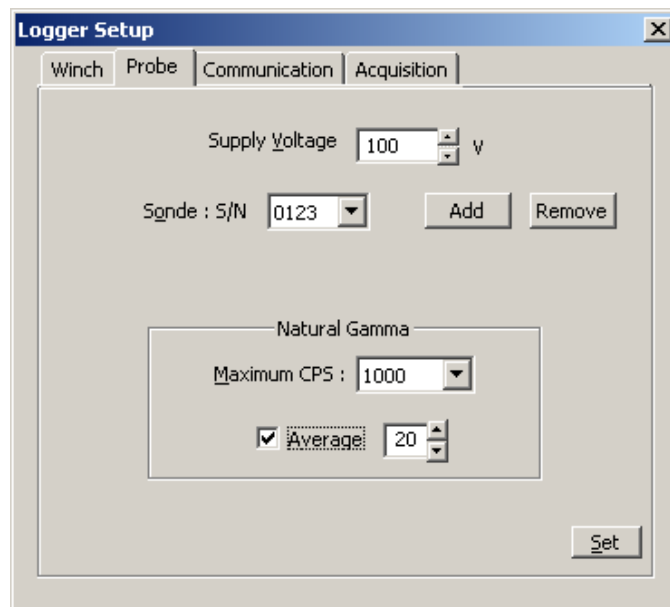 Logger Setup
Winch Probe Communication Acquisition
Supply Voltage 100 V
Sonde : S/N 0123 Add Remove
Natural Gamma
Maximum CPS : 1000
Average 20
Set